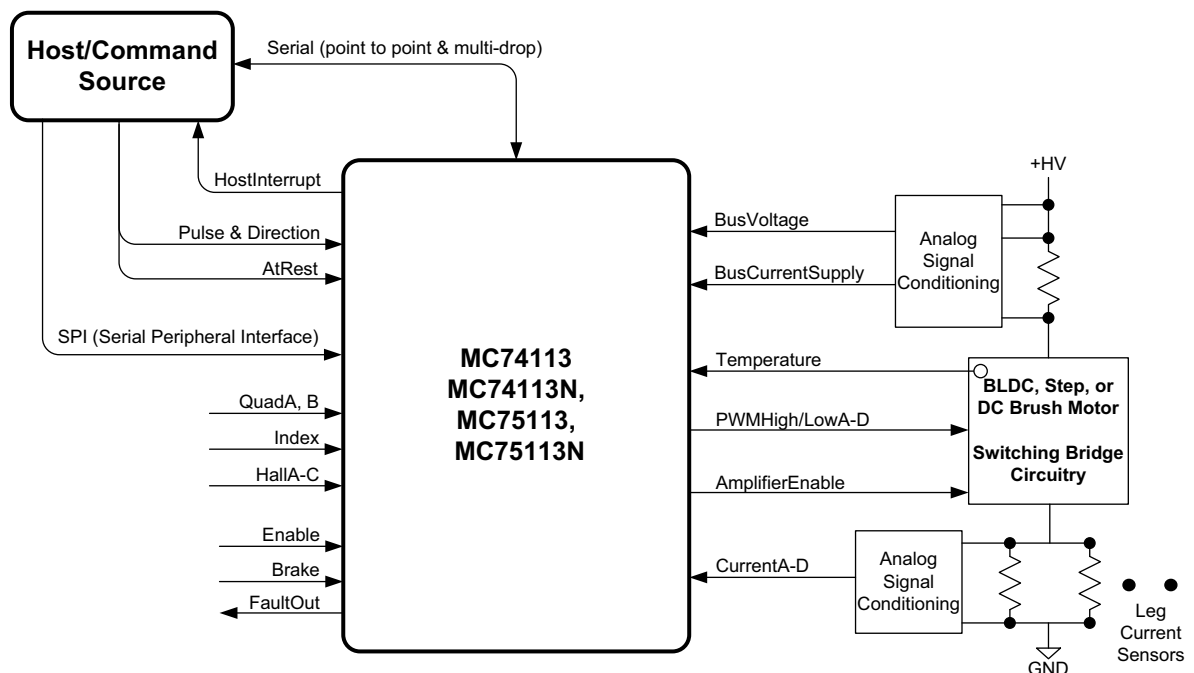 Host/Command
Source
Serial (point to point & multi-drop)
HostInterrupt
Pulse & Direction
AtRest
SPI (Serial Peripheral Interface)
QuadA, B
Index
HallA-C
Enable
Brake
FaultOut
MC74113
MC74113N,
MC75113,
MC75113N
BusVoltage
BusCurrentSupply
Temperature
PWMHigh/LowA-D
AmplifierEnable
CurrentA-D
+HV
Analog
Signal
Conditioning
BLDC, Step, or
DC Brush Motor
Switching Bridge
Circuitry
Analog
Signal
Conditioning
Leg
Current
Sensors
GND